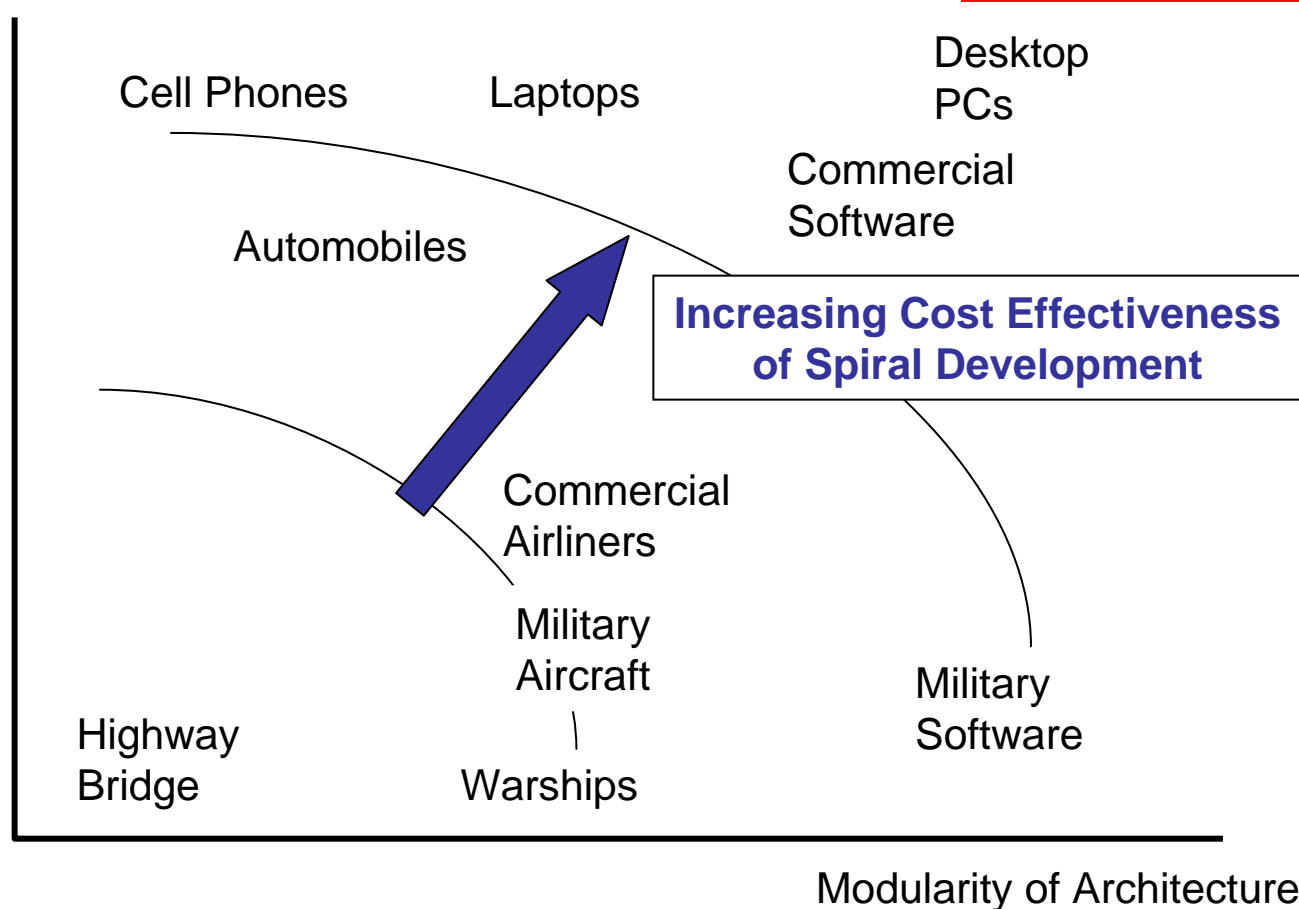 Cell Phones
Laptops
Desktop
PCs
Commercial
Software
Automobiles
Increasing Cost Effectiveness
of Spiral Development
Commercial
Airliners
Military
Aircraft
Military
Software
Highway
Bridge
Warships
Modularity of Architecture